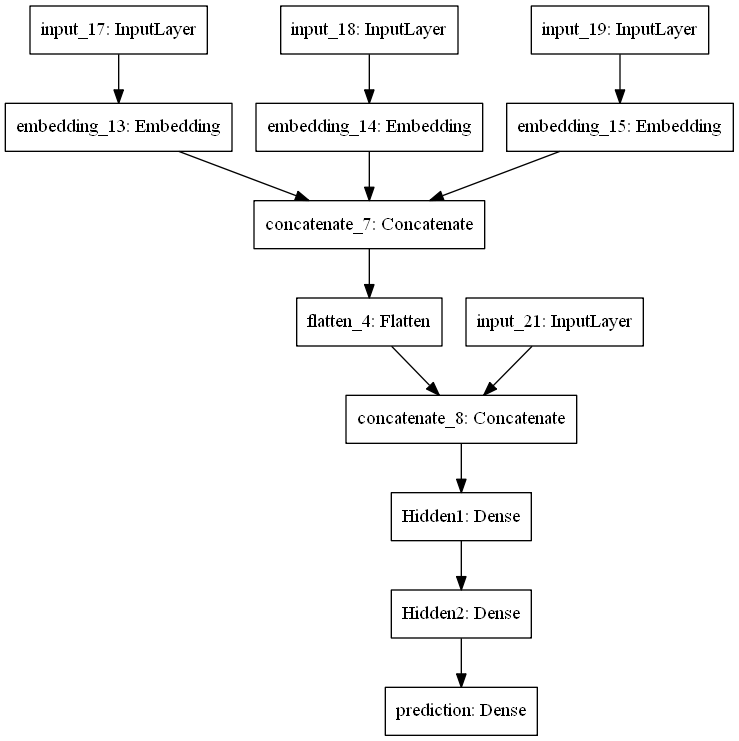 input_17: InputLayer
input_18: InputLayer
input_19: InputLayer
embedding_13: Embedding
embedding_14: Embedding
embedding_15: Embedding
concatenate_7: Concatenate
flatten_4: Flatten
input_21: InputLayer
concatenate_8: Concatenate
Hidden1: Dense
Hidden2: Dense
prediction: Dense